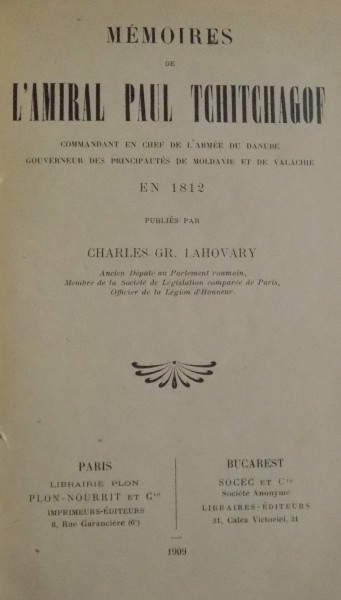 MÉMOIRES
DE
L'AMIRAL PAUL TCHITCHAGOF
COMMANDANT EN CHEF DE L'ARMÉE DU DANUBE
GOUVERNEUR DES PRINCIPAUTÉS DE MOLDAVIE ET DE VALACHIE
EN 1812
PUBLIÉS PAR
CHARLES GR. LAHOVARY
Ancien Député au Parlement roumain,
Membre de la Société de Législation comparée de Paris,
Officier de la Légion d'Honneur.
PARIS
LIBRAIRIE PLON
PLON-NOURRIT ET Cie
IMPRIMEURS-ÉDITEURS
8, Rue Garancière (6e)
BUCAREST
SOCEC ET Cie
Société Anonyme
LIBRAIRES-ÉDITEURS
21, Calea Victoriei, 21
1909